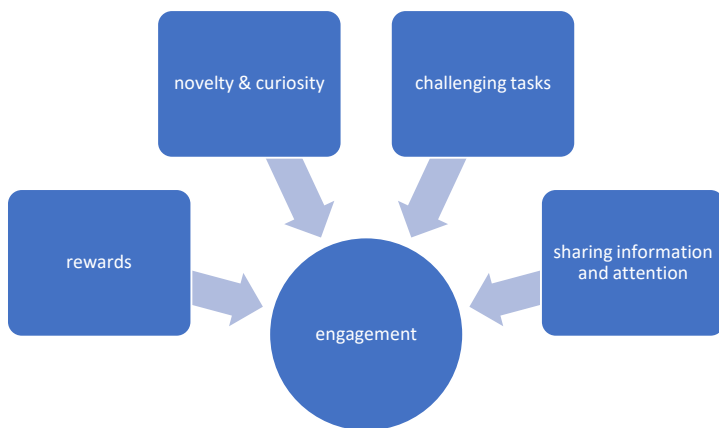 novelty & curiosity
challenging tasks
rewards
sharing information
and attention
engagement